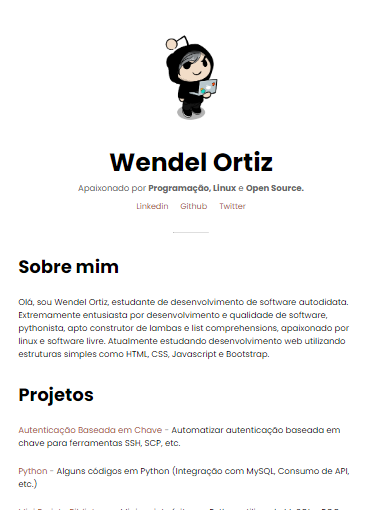 Wendel Ortiz
Apaixonado por Programação, Linux e Open Source.
Linkedin Github Twitter
Sobre mim
Olá, sou Wendel Ortiz, estudante de desenvolvimento de software autodidata.
Extremamente entusiasta por desenvolvimento e qualidade de software,
pythonista, apto construtor de lambas e list comprehensions, apaixonado por
linux e software livre. Atualmente estudando desenvolvimento web utilizando
estruturas simples como HTML, CSS, Javascript e Bootstrap.
Projetos
Autenticação Baseada em Chave - Automatizar autenticação baseada em
chave para ferramentas SSH, SCP, etc.
Python - Alguns códigos em Python (Integração com MySQL, Consumo de API,
etc.)